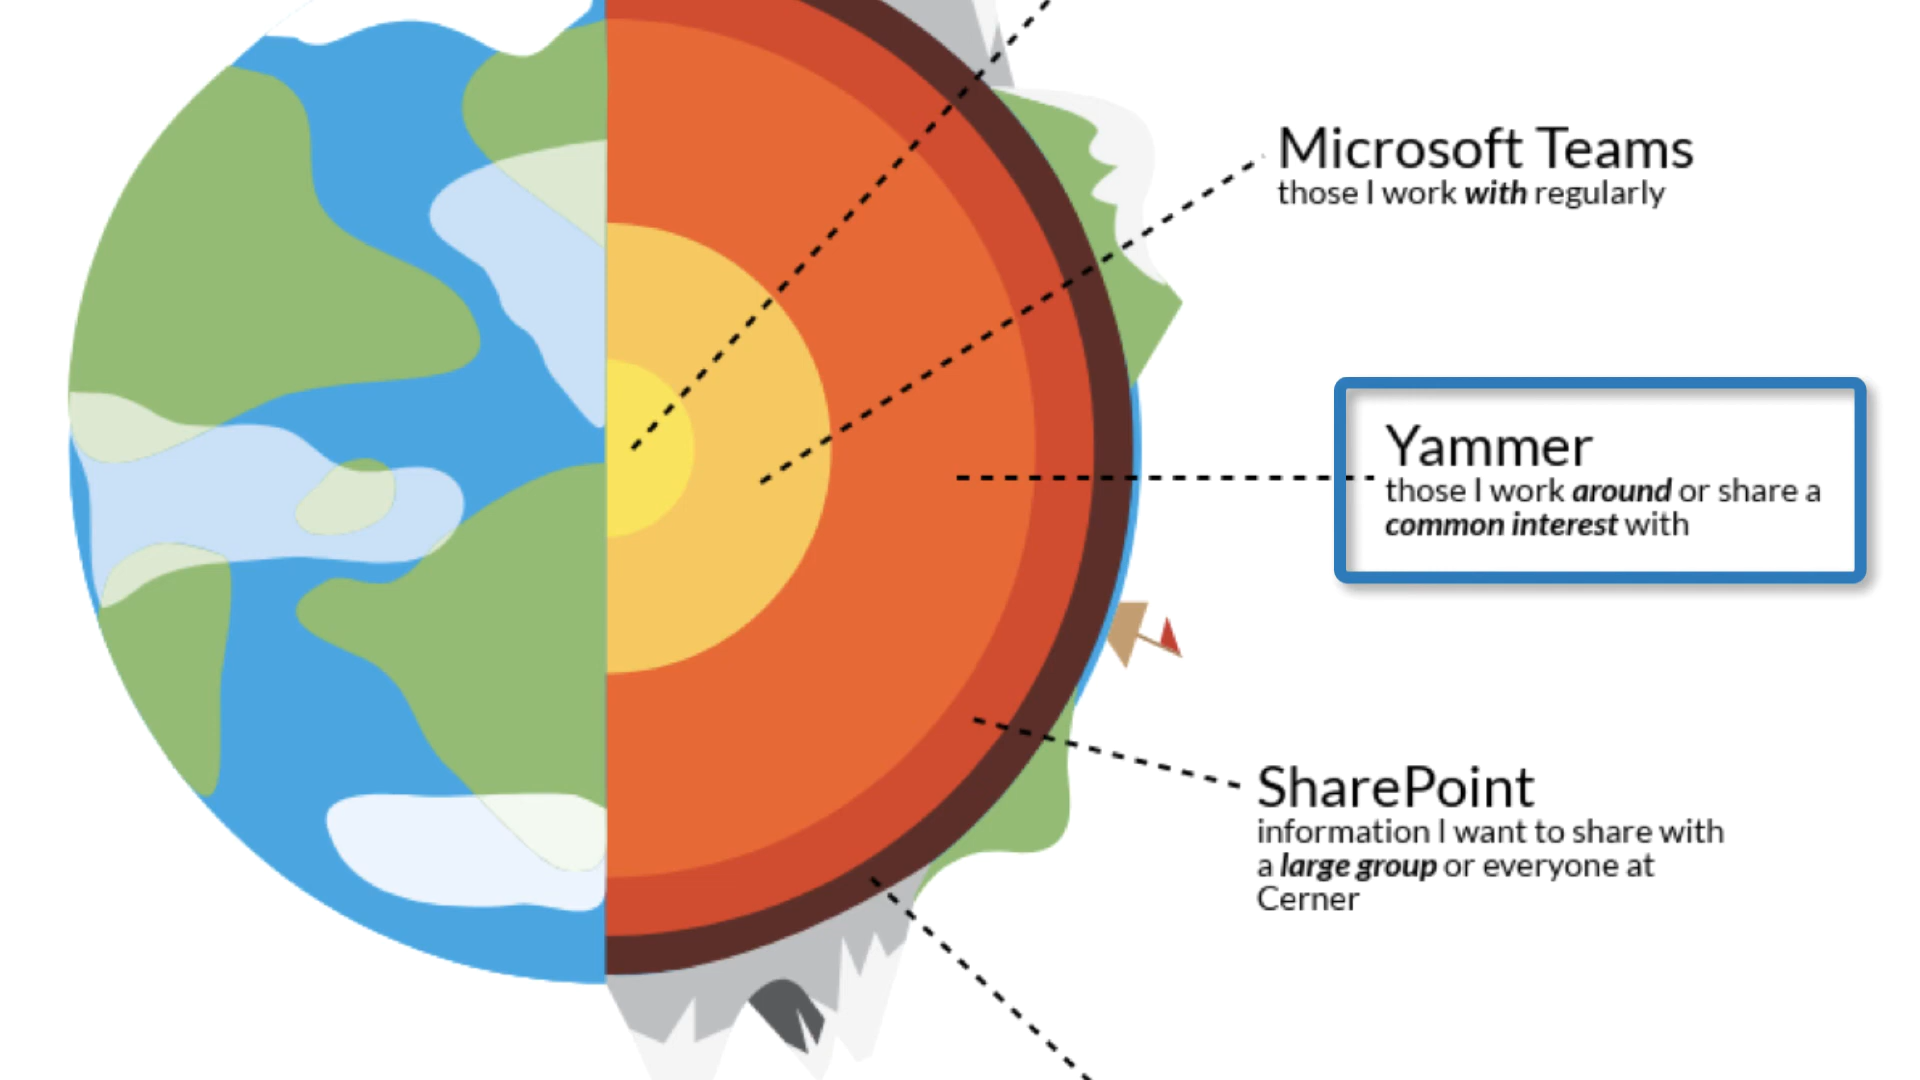 Microsoft Teams
those I work with regularly
Yammer
those I work around or share a
common interest with
SharePoint
information I want to share with
a large group or everyone at
Cerner